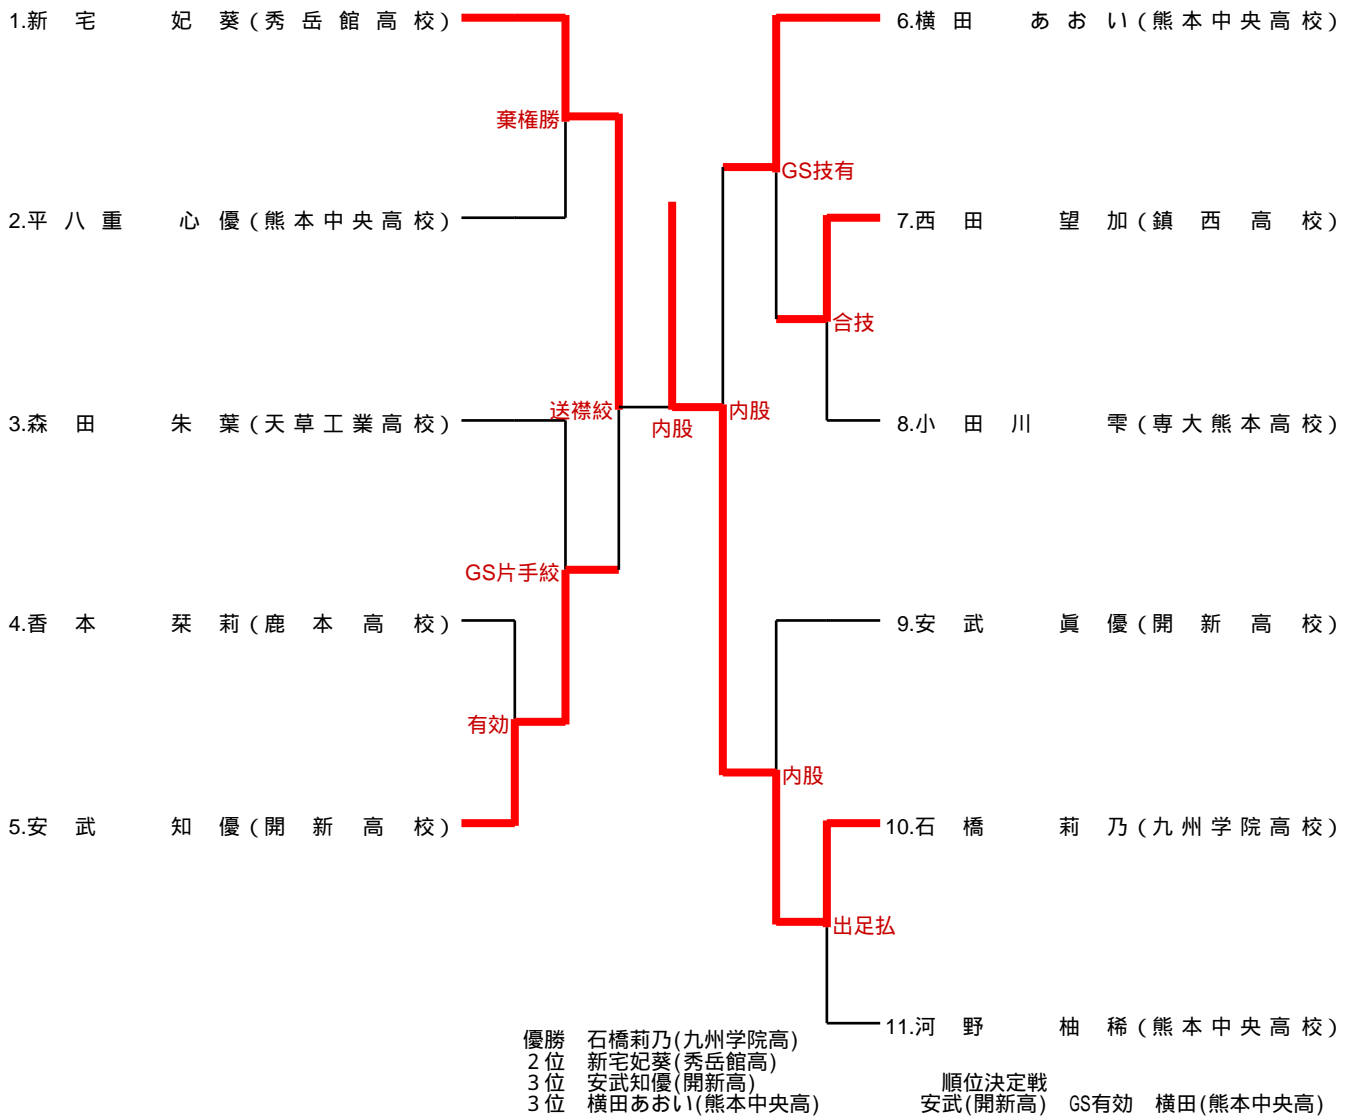 1.新宅 妃葵(秀岳館高校)
6.横田 あおい(熊本中央高校)
棄権勝
GS技有
2.平八重 心優(熊本中央高校)
7.西田 望加(鎮西高校)
合技
送襟絞
内股
内股
3.森田 朱葉(天草工業高校)
8.小田川 雫(専大熊本高校)
GS片手絞
4.香本 栞莉(鹿本高校)
9.安武 眞優(開新高校)
有効
内股
5.安武 知優(開新高校)
10.石橋 莉乃(九州学院高校)
出足払
11.河野 柚稀(熊本中央高校)
優勝 石橋莉乃(九州学院高)
2位 新宅妃葵(秀岳館高)
3位 安武知優(開新高)
3位 横田あおい(熊本中央高)
順位決定戦
安武(開新高) GS有効 横田(熊本中央高)